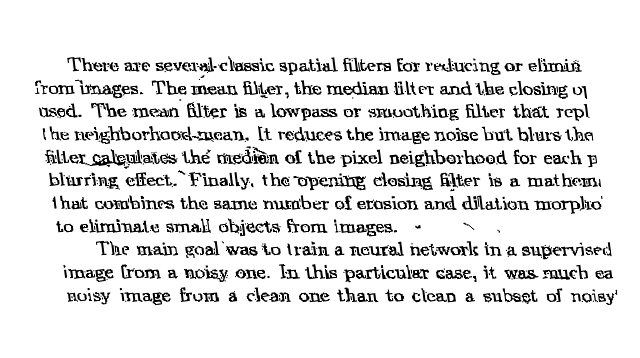 There are several classic spatial filters for reducing or elimin
from images. The mean filter, the median filter and the closing o
used. The mean filter is a lowpass or smoothing filter that repl
the neighborhood mean. It reduces the image noise but blurs the
filter calculates the median of the pixel neighborhood for each p
blurring effect. Finally, the opening closing filter is a mathem
that combines the same number of erosion and dilation morpho
to eliminate small objects from images.
The main goal was to train a neural network in a supervised
image from a noisy one. In this particular case, it was much ea
noisy image from a clean one than to clean a subset of noisy